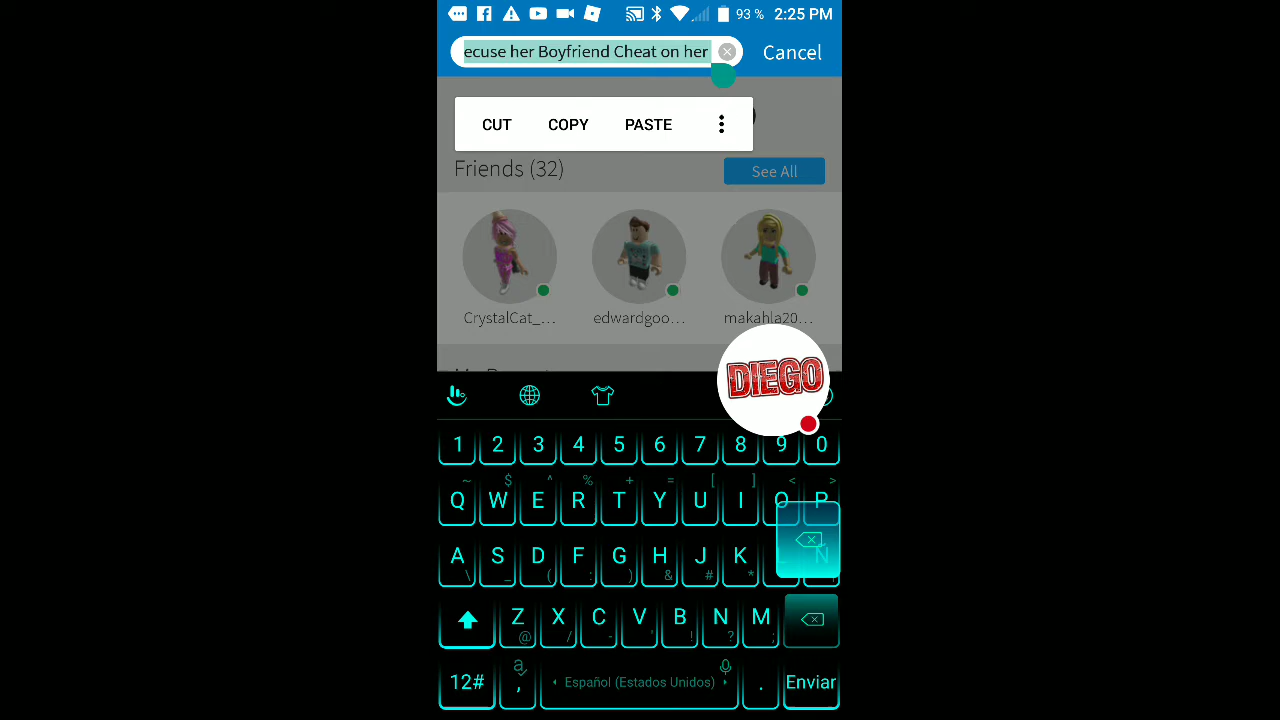 93 % 2:25 PM
ecuse her Boyfriend Cheat on her Cancel
CUT COPY PASTE
Friends (32) See All
CrystalCat_... edwardgoo... makahla20...
DIEGO
1 2 3 4 5 6 7 8 9 0
~ $ ^ % + = [ ] < >
Q W E R T Y U I O P
A S D F G H J K Ñ
\ _ ( : ) & # *
Z X C V B N M
@ / - ' ! ? ;
12# , Español (Estados Unidos) . Enviar